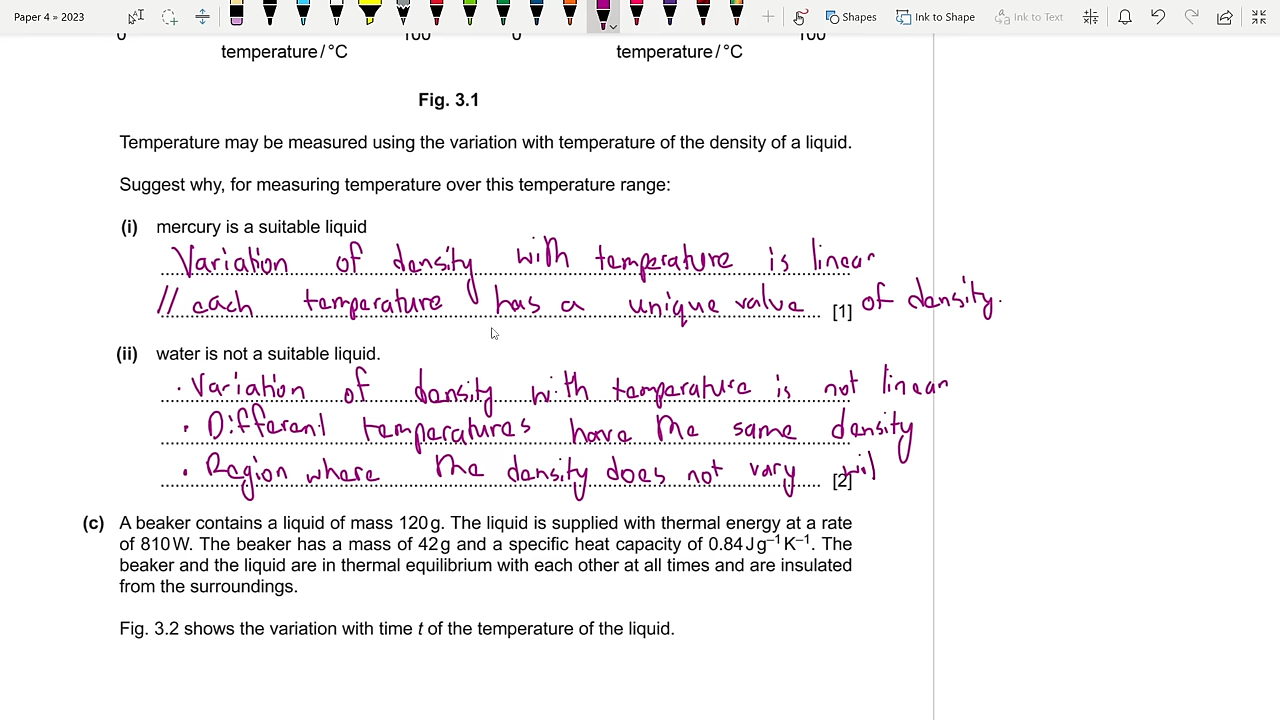 Paper 4 » 2023
Shapes
Ink to Shape
Ink to Text
0 100 0 100
temperature / °C temperature / °C
Fig. 3.1
Temperature may be measured using the variation with temperature of the density of a liquid.
Suggest why, for measuring temperature over this temperature range:
(i) mercury is a suitable liquid
Variation of density with temperature is linear
// each temperature has a unique value [1] of density.
(ii) water is not a suitable liquid.
• Variation of density with temperature is not linear
• Different temperatures have the same density
• Region where the density does not vary [2] wil
(c) A beaker contains a liquid of mass 120 g. The liquid is supplied with thermal energy at a rate
of 810 W. The beaker has a mass of 42 g and a specific heat capacity of 0.84 J g⁻¹ K⁻¹. The
beaker and the liquid are in thermal equilibrium with each other at all times and are insulated
from the surroundings.
Fig. 3.2 shows the variation with time t of the temperature of the liquid.